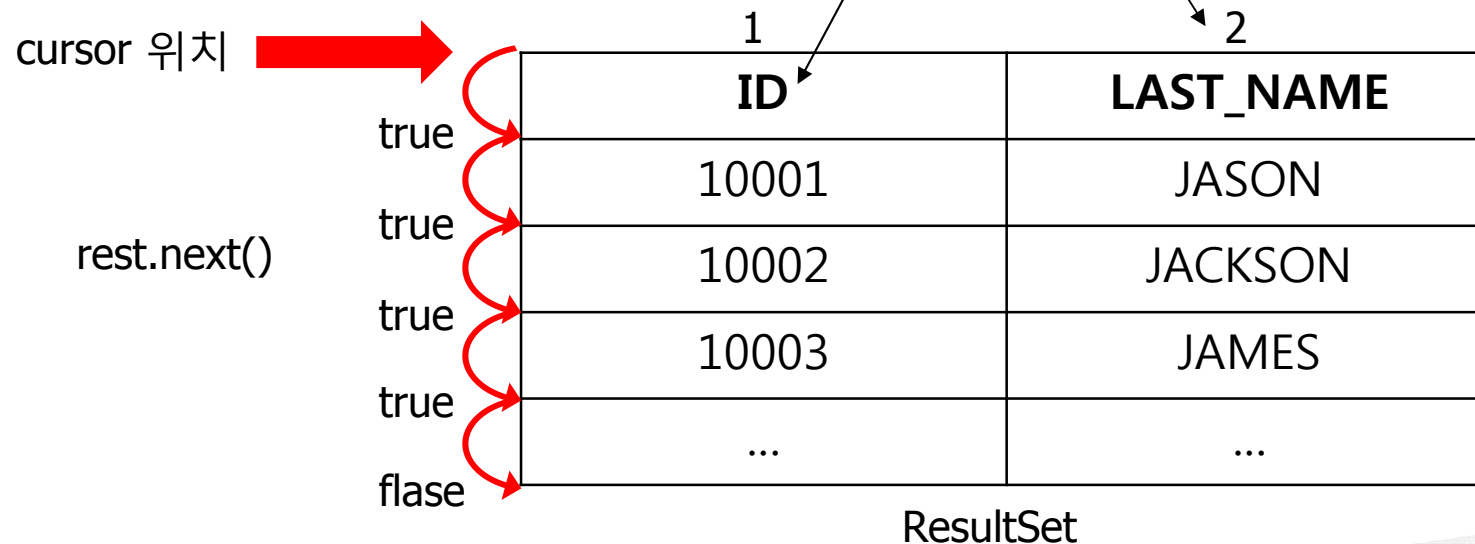 1 2
cursor 위치
ID LAST_NAME
true
10001 JASON
true
rest.next()
10002 JACKSON
true
10003 JAMES
true
... ...
flase
ResultSet